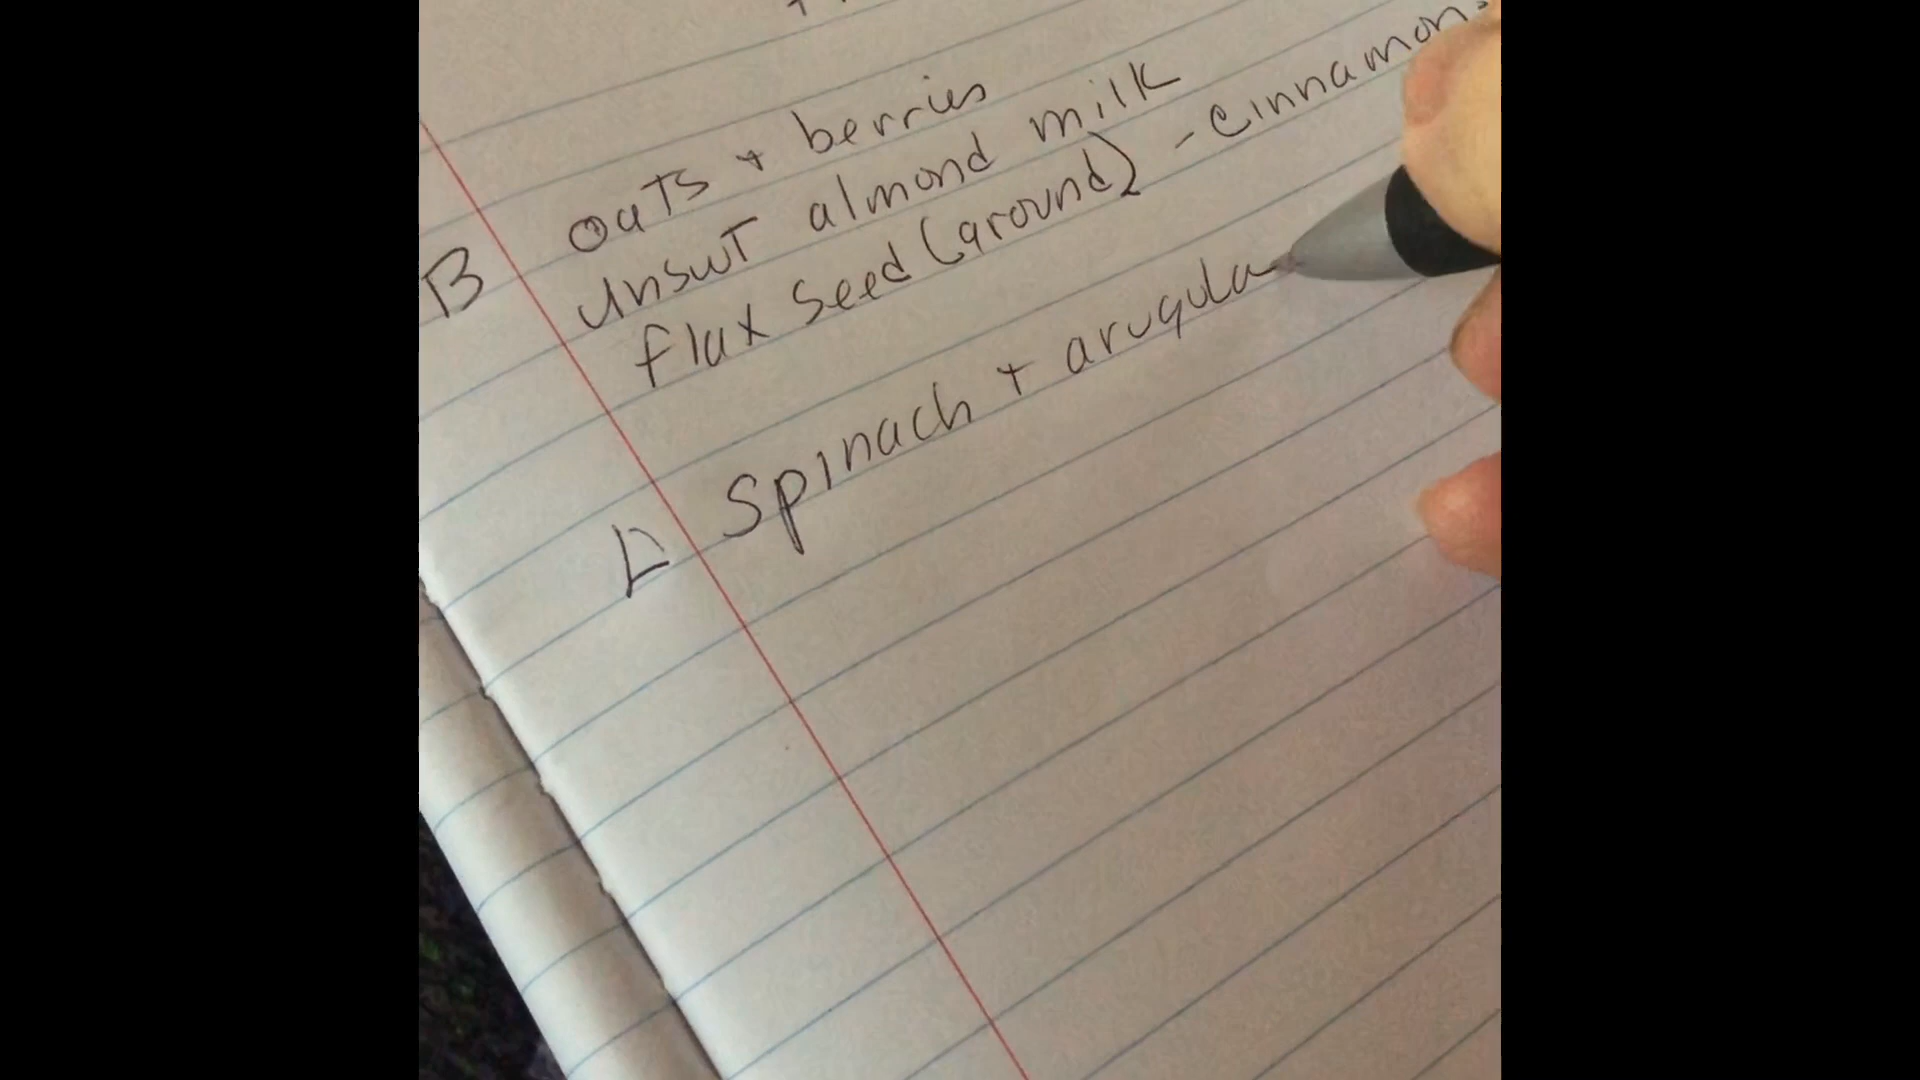 oats + berries
B unswt almond milk
flax seed (ground) - cinnamon
L spinach + arugula